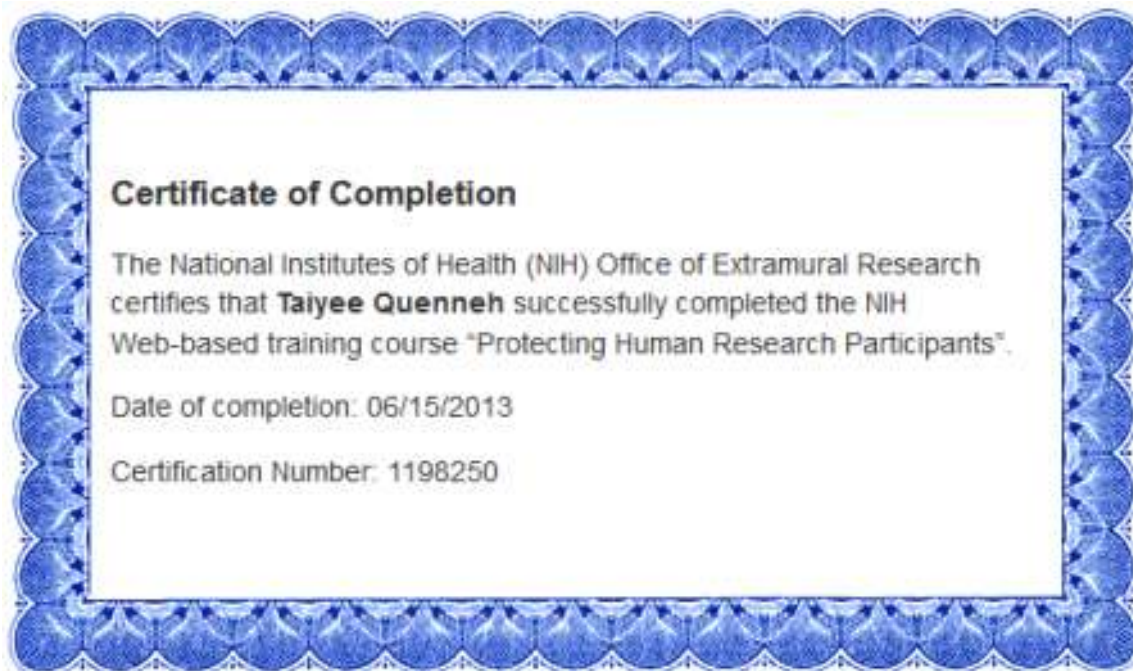 Certificate of Completion
The National Institutes of Health (NIH) Office of Extramural Research
certifies that Taiyee Quenneh successfully completed the NIH
Web-based training course “Protecting Human Research Participants”.
Date of completion: 06/15/2013
Certification Number: 1198250